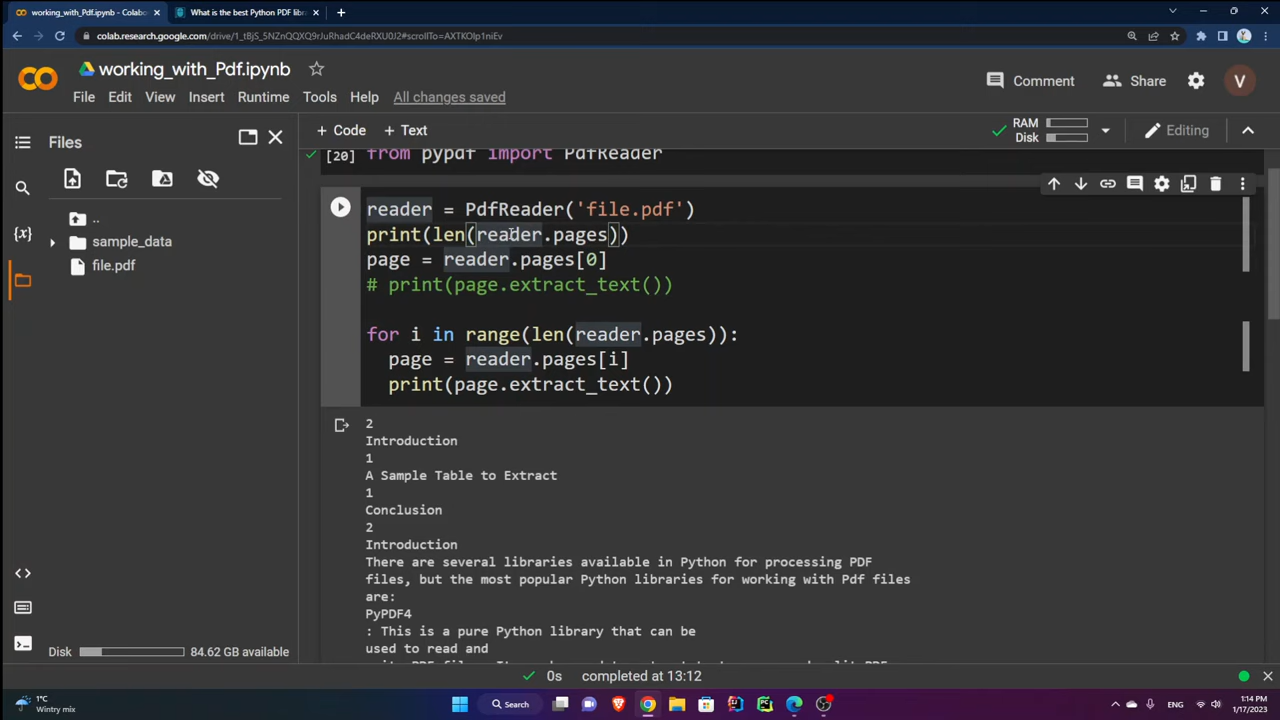 working_with_Pdf.ipynb - Colabo
What is the best Python PDF libr
colab.research.google.com/drive/1_tBjS_5NZnQQXQ9rJuRhadC4deRXU0J2#scrollTo=AXTKOlp1niEv
working_with_Pdf.ipynb
File Edit View Insert Runtime Tools Help All changes saved
Comment Share V
Files
+ Code + Text
RAM
Disk
Editing
[20] from pypdf import PdfReader
..
sample_data
file.pdf
reader = PdfReader('file.pdf')
print(len(reader.pages))
page = reader.pages[0]
# print(page.extract_text())
for i in range(len(reader.pages)):
page = reader.pages[i]
print(page.extract_text())
2
Introduction
1
A Sample Table to Extract
1
Conclusion
2
Introduction
There are several libraries available in Python for processing PDF
files, but the most popular Python libraries for working with Pdf files
are:
PyPDF4
: This is a pure Python library that can be
used to read and
Disk 84.62 GB available
0s completed at 13:12
1°C
Wintry mix
Search
ENG
1:14 PM
1/17/2023